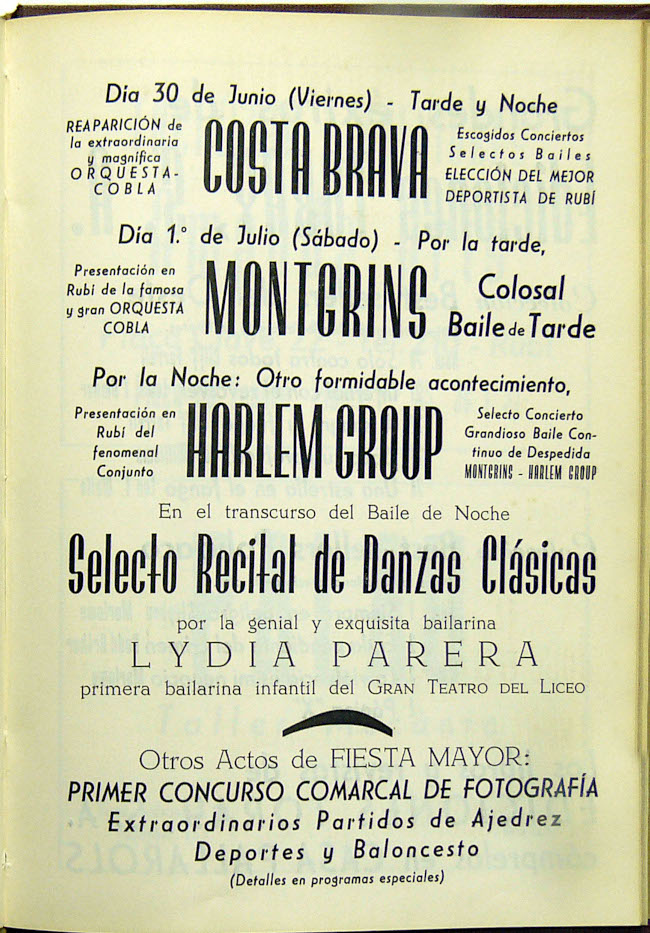 Día 30 de Junio (Viernes) - Tarde y Noche
REAPARICIÓN de
la extraordinaria
y magnífica
ORQUESTA-
COBLA
COSTA BRAVA
Escogidos Conciertos
Selectos Bailes
ELECCIÓN DEL MEJOR
DEPORTISTA DE RUBÍ
Día 1.º de Julio (Sábado) - Por la tarde,
Presentación en
Rubí de la famosa
y gran ORQUESTA
COBLA
MONTGRINS
Colosal
Baile de Tarde
Por la Noche: Otro formidable acontecimiento,
Presentación en
Rubí del
fenomenal
Conjunto
HARLEM GROUP
Selecto Concierto
Grandioso Baile Con-
tinuo de Despedida
MONTGRINS - HARLEM GROUP
En el transcurso del Baile de Noche
Selecto Recital de Danzas Clásicas
por la genial y exquisita bailarina
LYDIA PARERA
primera bailarina infantil del GRAN TEATRO DEL LICEO
Otros Actos de FIESTA MAYOR:
PRIMER CONCURSO COMARCAL DE FOTOGRAFÍA
Extraordinarios Partidos de Ajedrez
Deportes y Baloncesto
(Detalles en programas especiales)